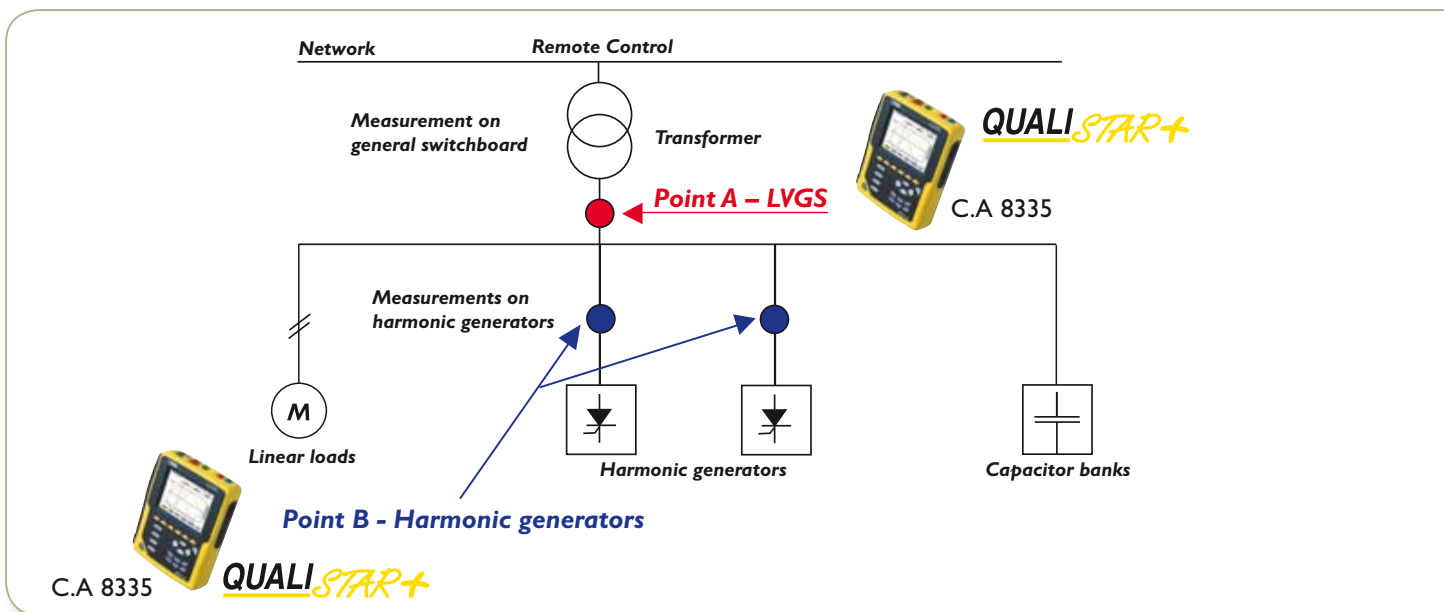 Network
Remote Control
Measurement on
general switchboard
Transformer
QUALISTAR+
Point A – LVGS
C.A 8335
Measurements on
harmonic generators
M
Linear loads
Harmonic generators
Capacitor banks
Point B - Harmonic generators
C.A 8335
QUALISTAR+